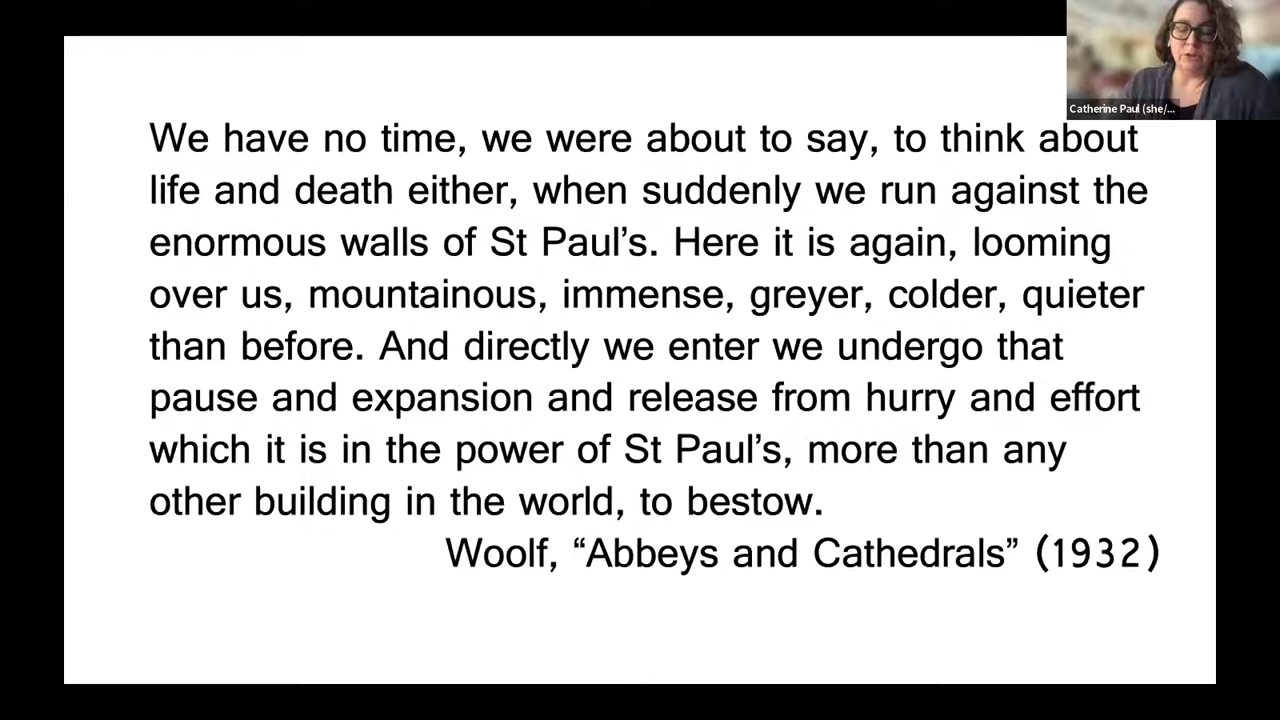 Catherine Paul (she/...
We have no time, we were about to say, to think about
life and death either, when suddenly we run against the
enormous walls of St Paul’s. Here it is again, looming
over us, mountainous, immense, greyer, colder, quieter
than before. And directly we enter we undergo that
pause and expansion and release from hurry and effort
which it is in the power of St Paul’s, more than any
other building in the world, to bestow.
Woolf, “Abbeys and Cathedrals” (1932)